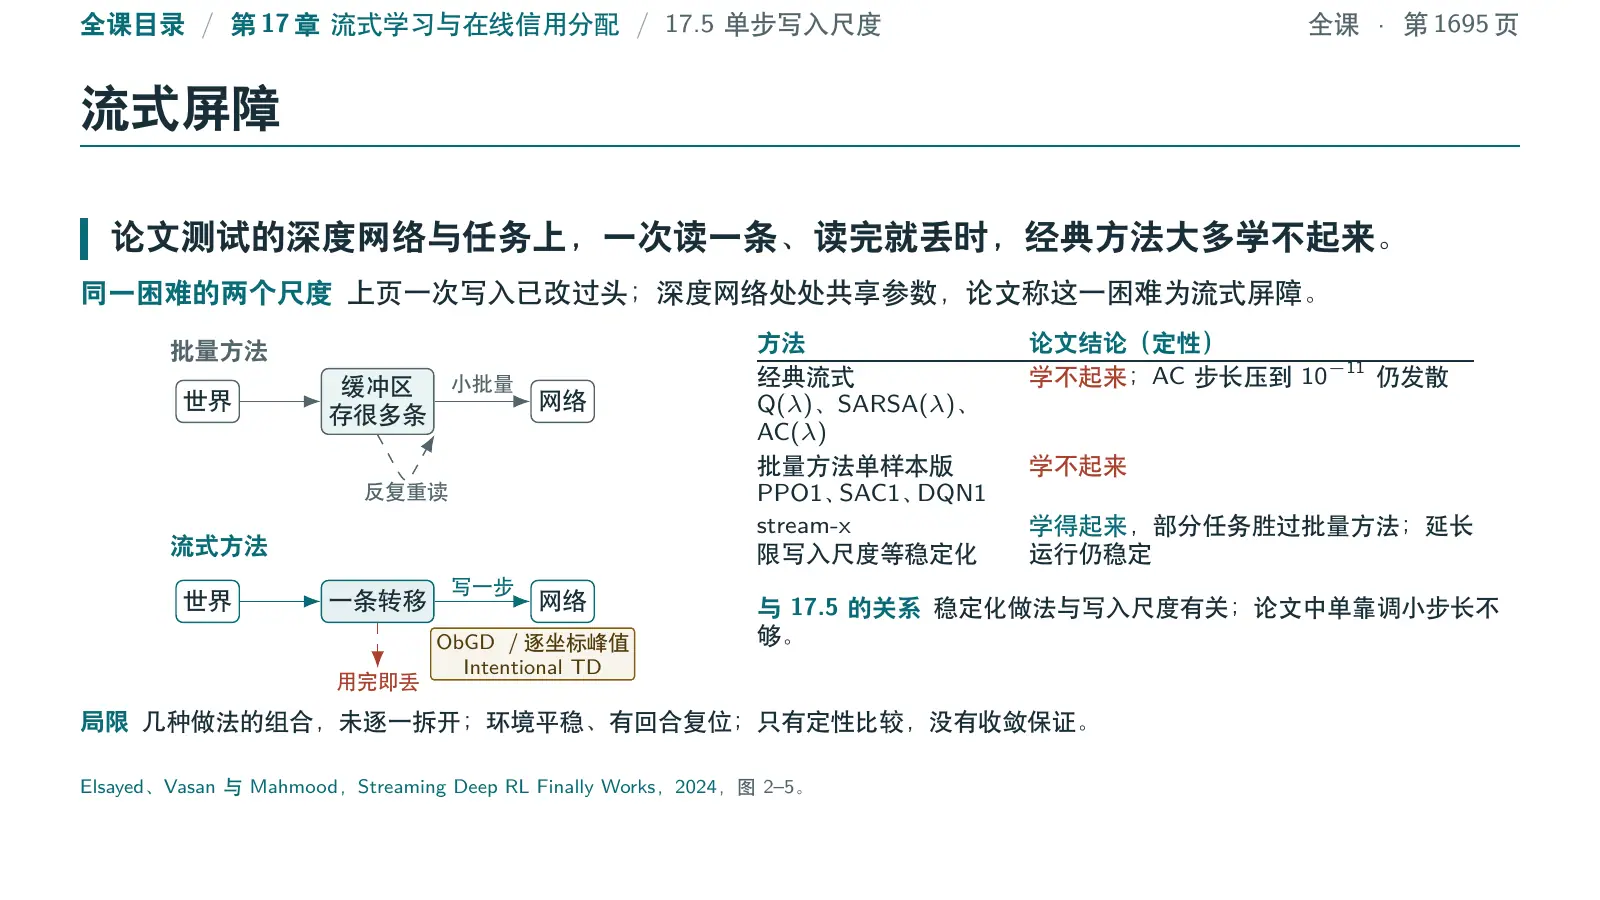 全课目录 / 第 17 章 流式学习与在线信用分配 / 17.5 单步写入尺度
全课 · 第 1695 页
流式屏障
论文测试的深度网络与任务上，一次读一条、读完就丢时，经典方法大多学不起来。
同一困难的两个尺度 上页一次写入已改过头；深度网络处处共享参数，论文称这一困难为流式屏障。
批量方法
世界
缓冲区
存很多条
小批量
网络
反复重读
流式方法
世界
一条转移
写一步
网络
ObGD / 逐坐标峰值
Intentional TD
用完即丢
方法 论文结论（定性）
经典流式 学不起来；AC 步长压到 10⁻¹¹ 仍发散
Q(λ)、SARSA(λ)、
AC(λ)
批量方法单样本版 学不起来
PPO1、SAC1、DQN1
stream-x 学得起来，部分任务胜过批量方法；延长
限写入尺度等稳定化 运行仍稳定
与 17.5 的关系 稳定化做法与写入尺度有关；论文中单靠调小步长不
够。
局限 几种做法的组合，未逐一拆开；环境平稳、有回合复位；只有定性比较，没有收敛保证。
Elsayed、Vasan 与 Mahmood，Streaming Deep RL Finally Works，2024，图 2–5。